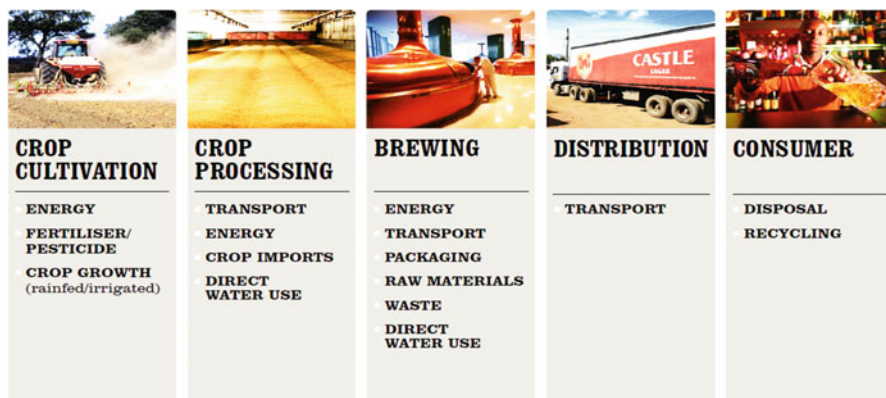 CASTLE
LAGER
CROP
CULTIVATION
ENERGY
FERTILISER/
PESTICIDE
CROP GROWTH
(rainfed/irrigated)
CROP
PROCESSING
TRANSPORT
ENERGY
CROP IMPORTS
DIRECT
WATER USE
BREWING
ENERGY
TRANSPORT
PACKAGING
RAW MATERIALS
WASTE
DIRECT
WATER USE
DISTRIBUTION
TRANSPORT
CONSUMER
DISPOSAL
RECYCLING